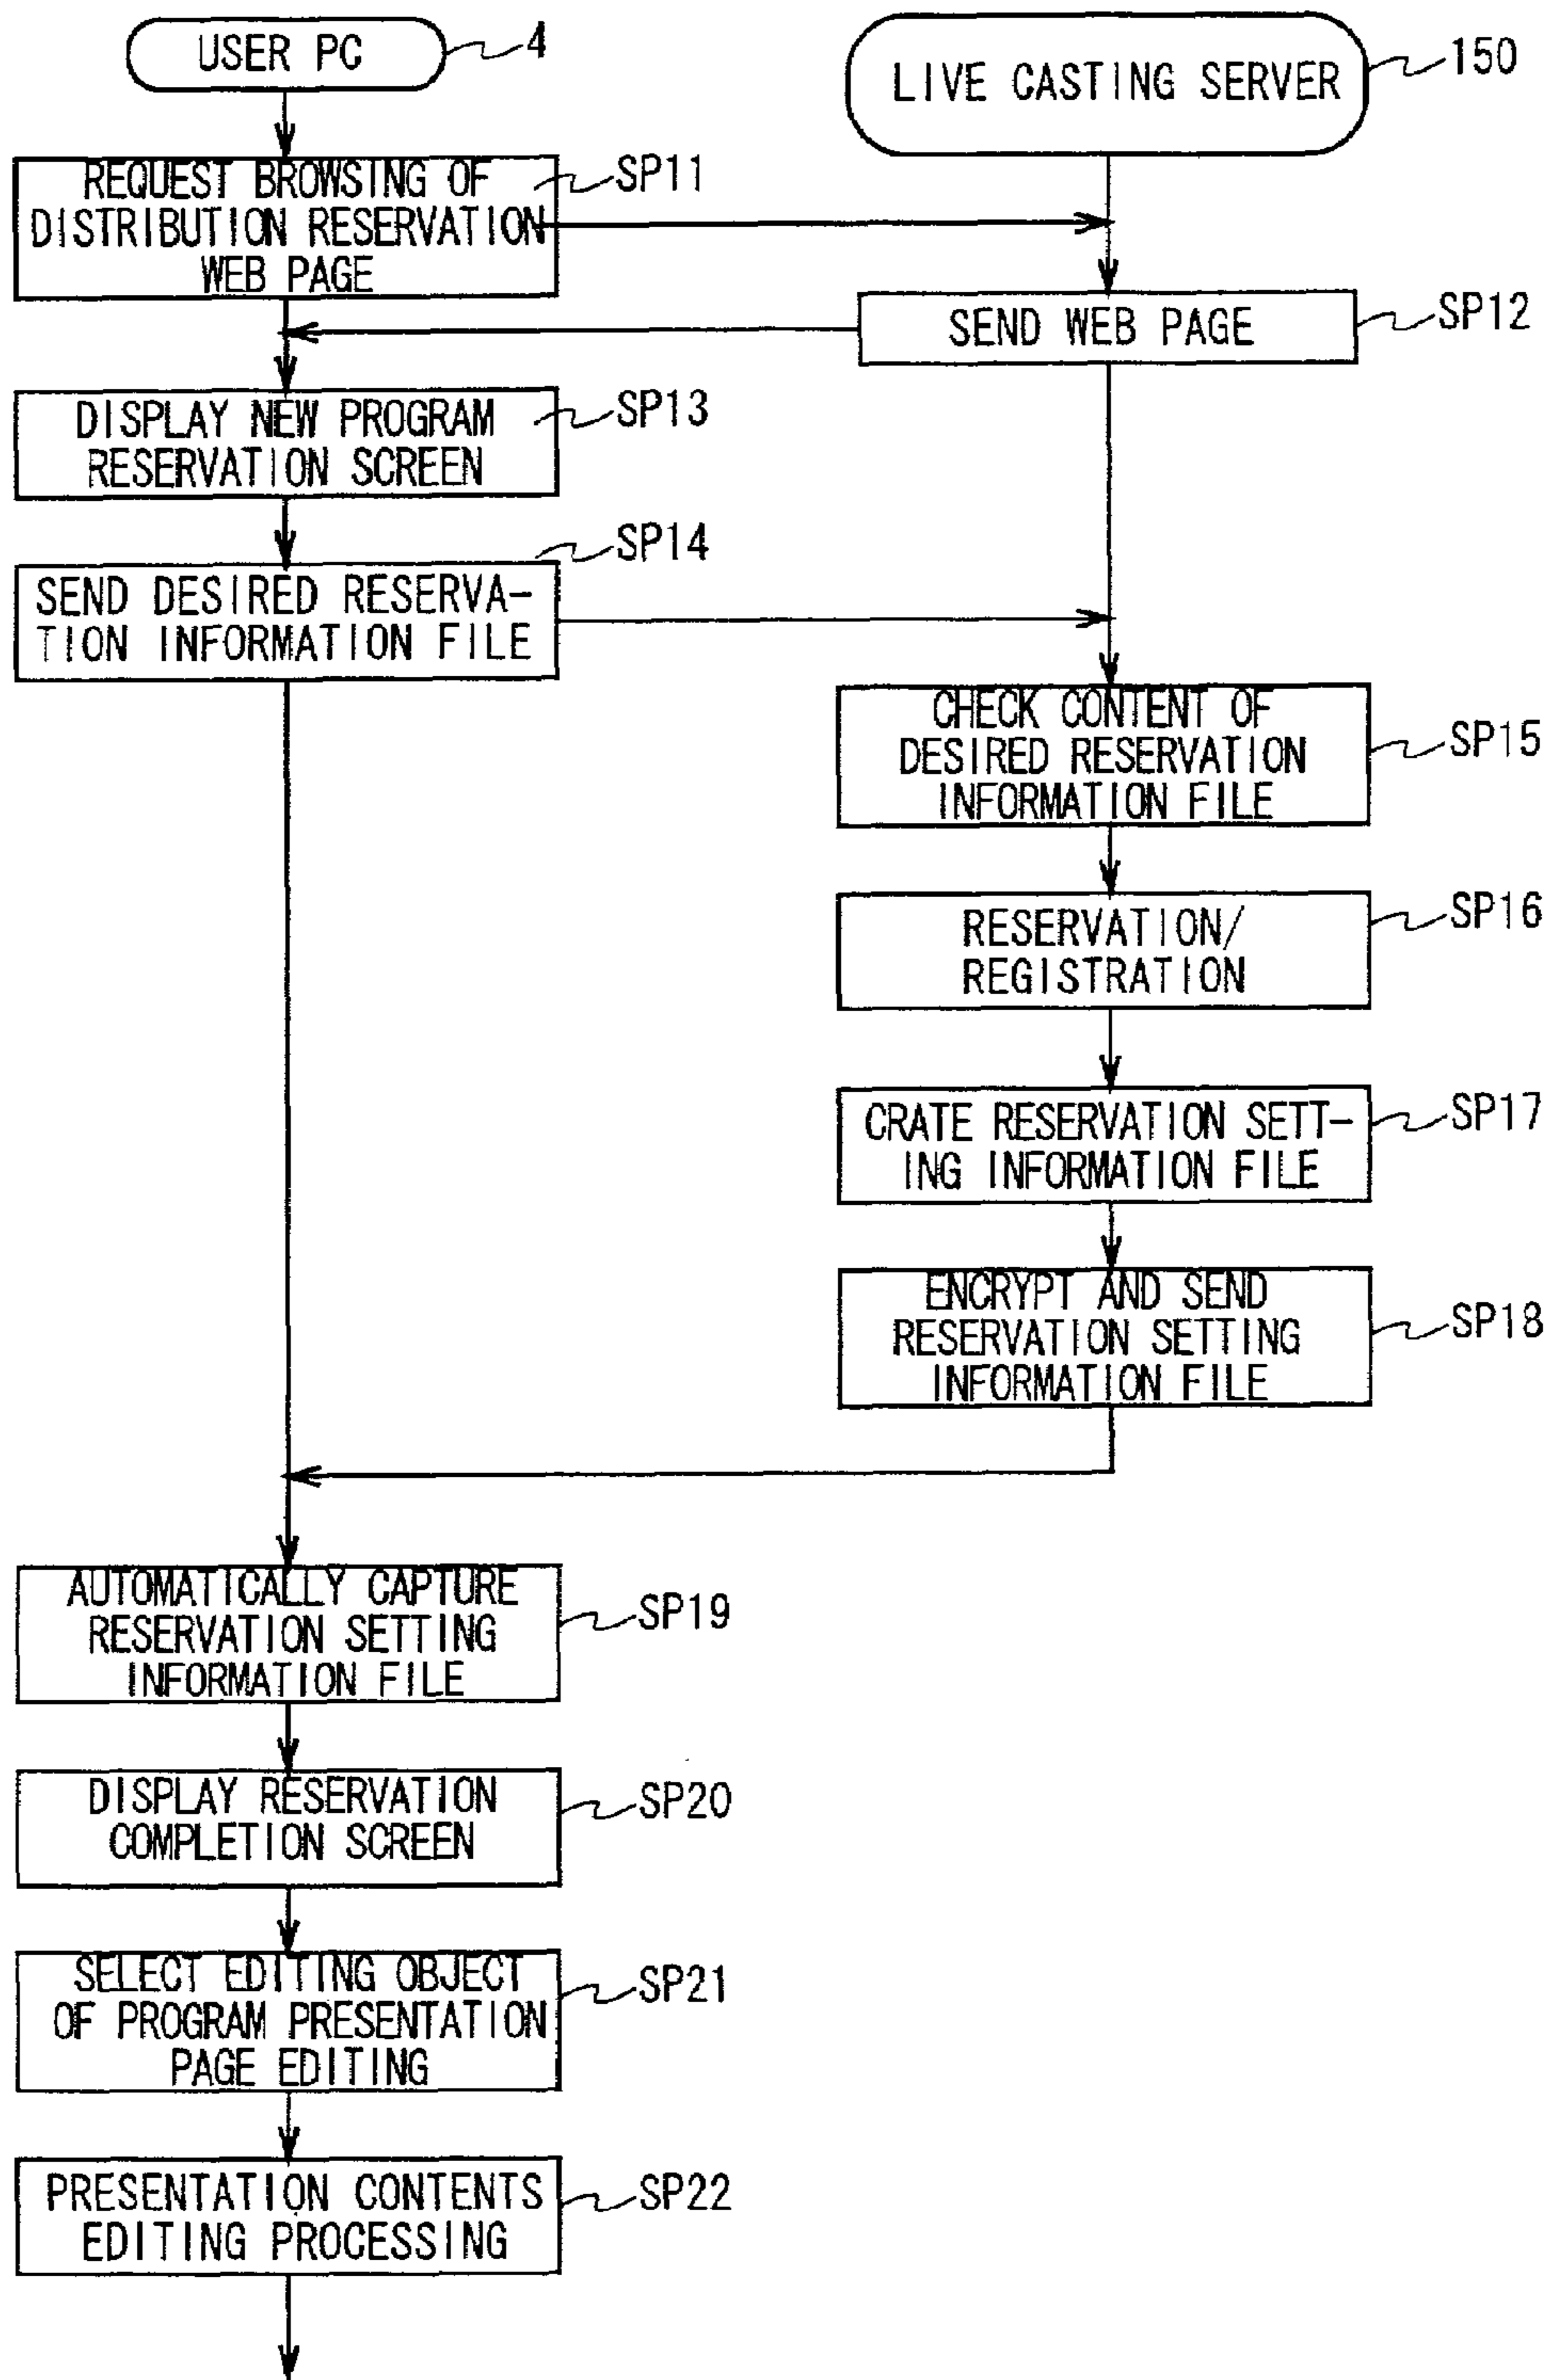 USER PC
4
LIVE CASTING SERVER
150
REQUEST BROWSING OF
DISTRIBUTION RESERVATION
WEB PAGE
SP11
SEND WEB PAGE
SP12
DISPLAY NEW PROGRAM
RESERVATION SCREEN
SP13
SEND DESIRED RESERVA-
TION INFORMATION FILE
SP14
CHECK CONTENT OF
DESIRED RESERVATION
INFORMATION FILE
SP15
RESERVATION/
REGISTRATION
SP16
CRATE RESERVATION SETT-
ING INFORMATION FILE
SP17
ENCRYPT AND SEND
RESERVATION SETTING
INFORMATION FILE
SP18
AUTOMATICALLY CAPTURE
RESERVATION SETTING
INFORMATION FILE
SP19
DISPLAY RESERVATION
COMPLETION SCREEN
SP20
SELECT EDITING OBJECT
OF PROGRAM PRESENTATION
PAGE EDITING
SP21
PRESENTATION CONTENTS
EDITING PROCESSING
SP22